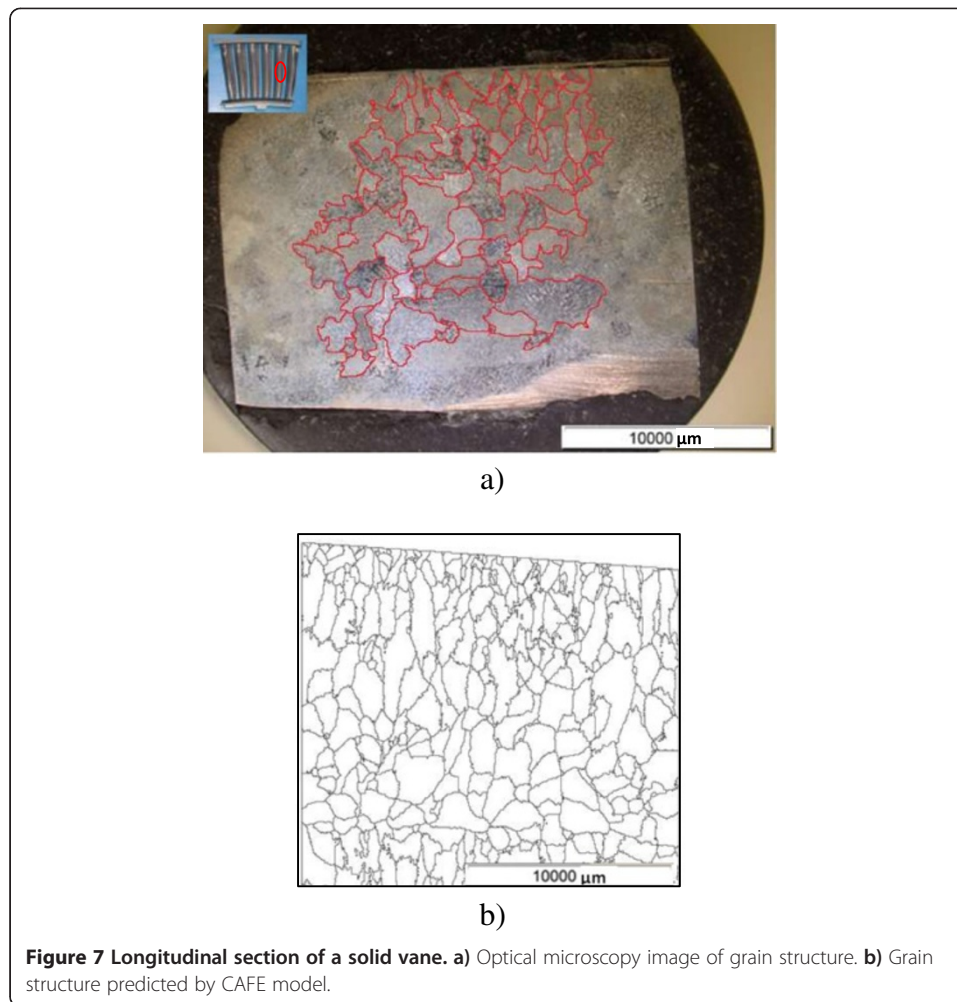 10000 µm
a)
10000 µm
b)
Figure 7 Longitudinal section of a solid vane. a) Optical microscopy image of grain structure. b) Grain
structure predicted by CAFE model.